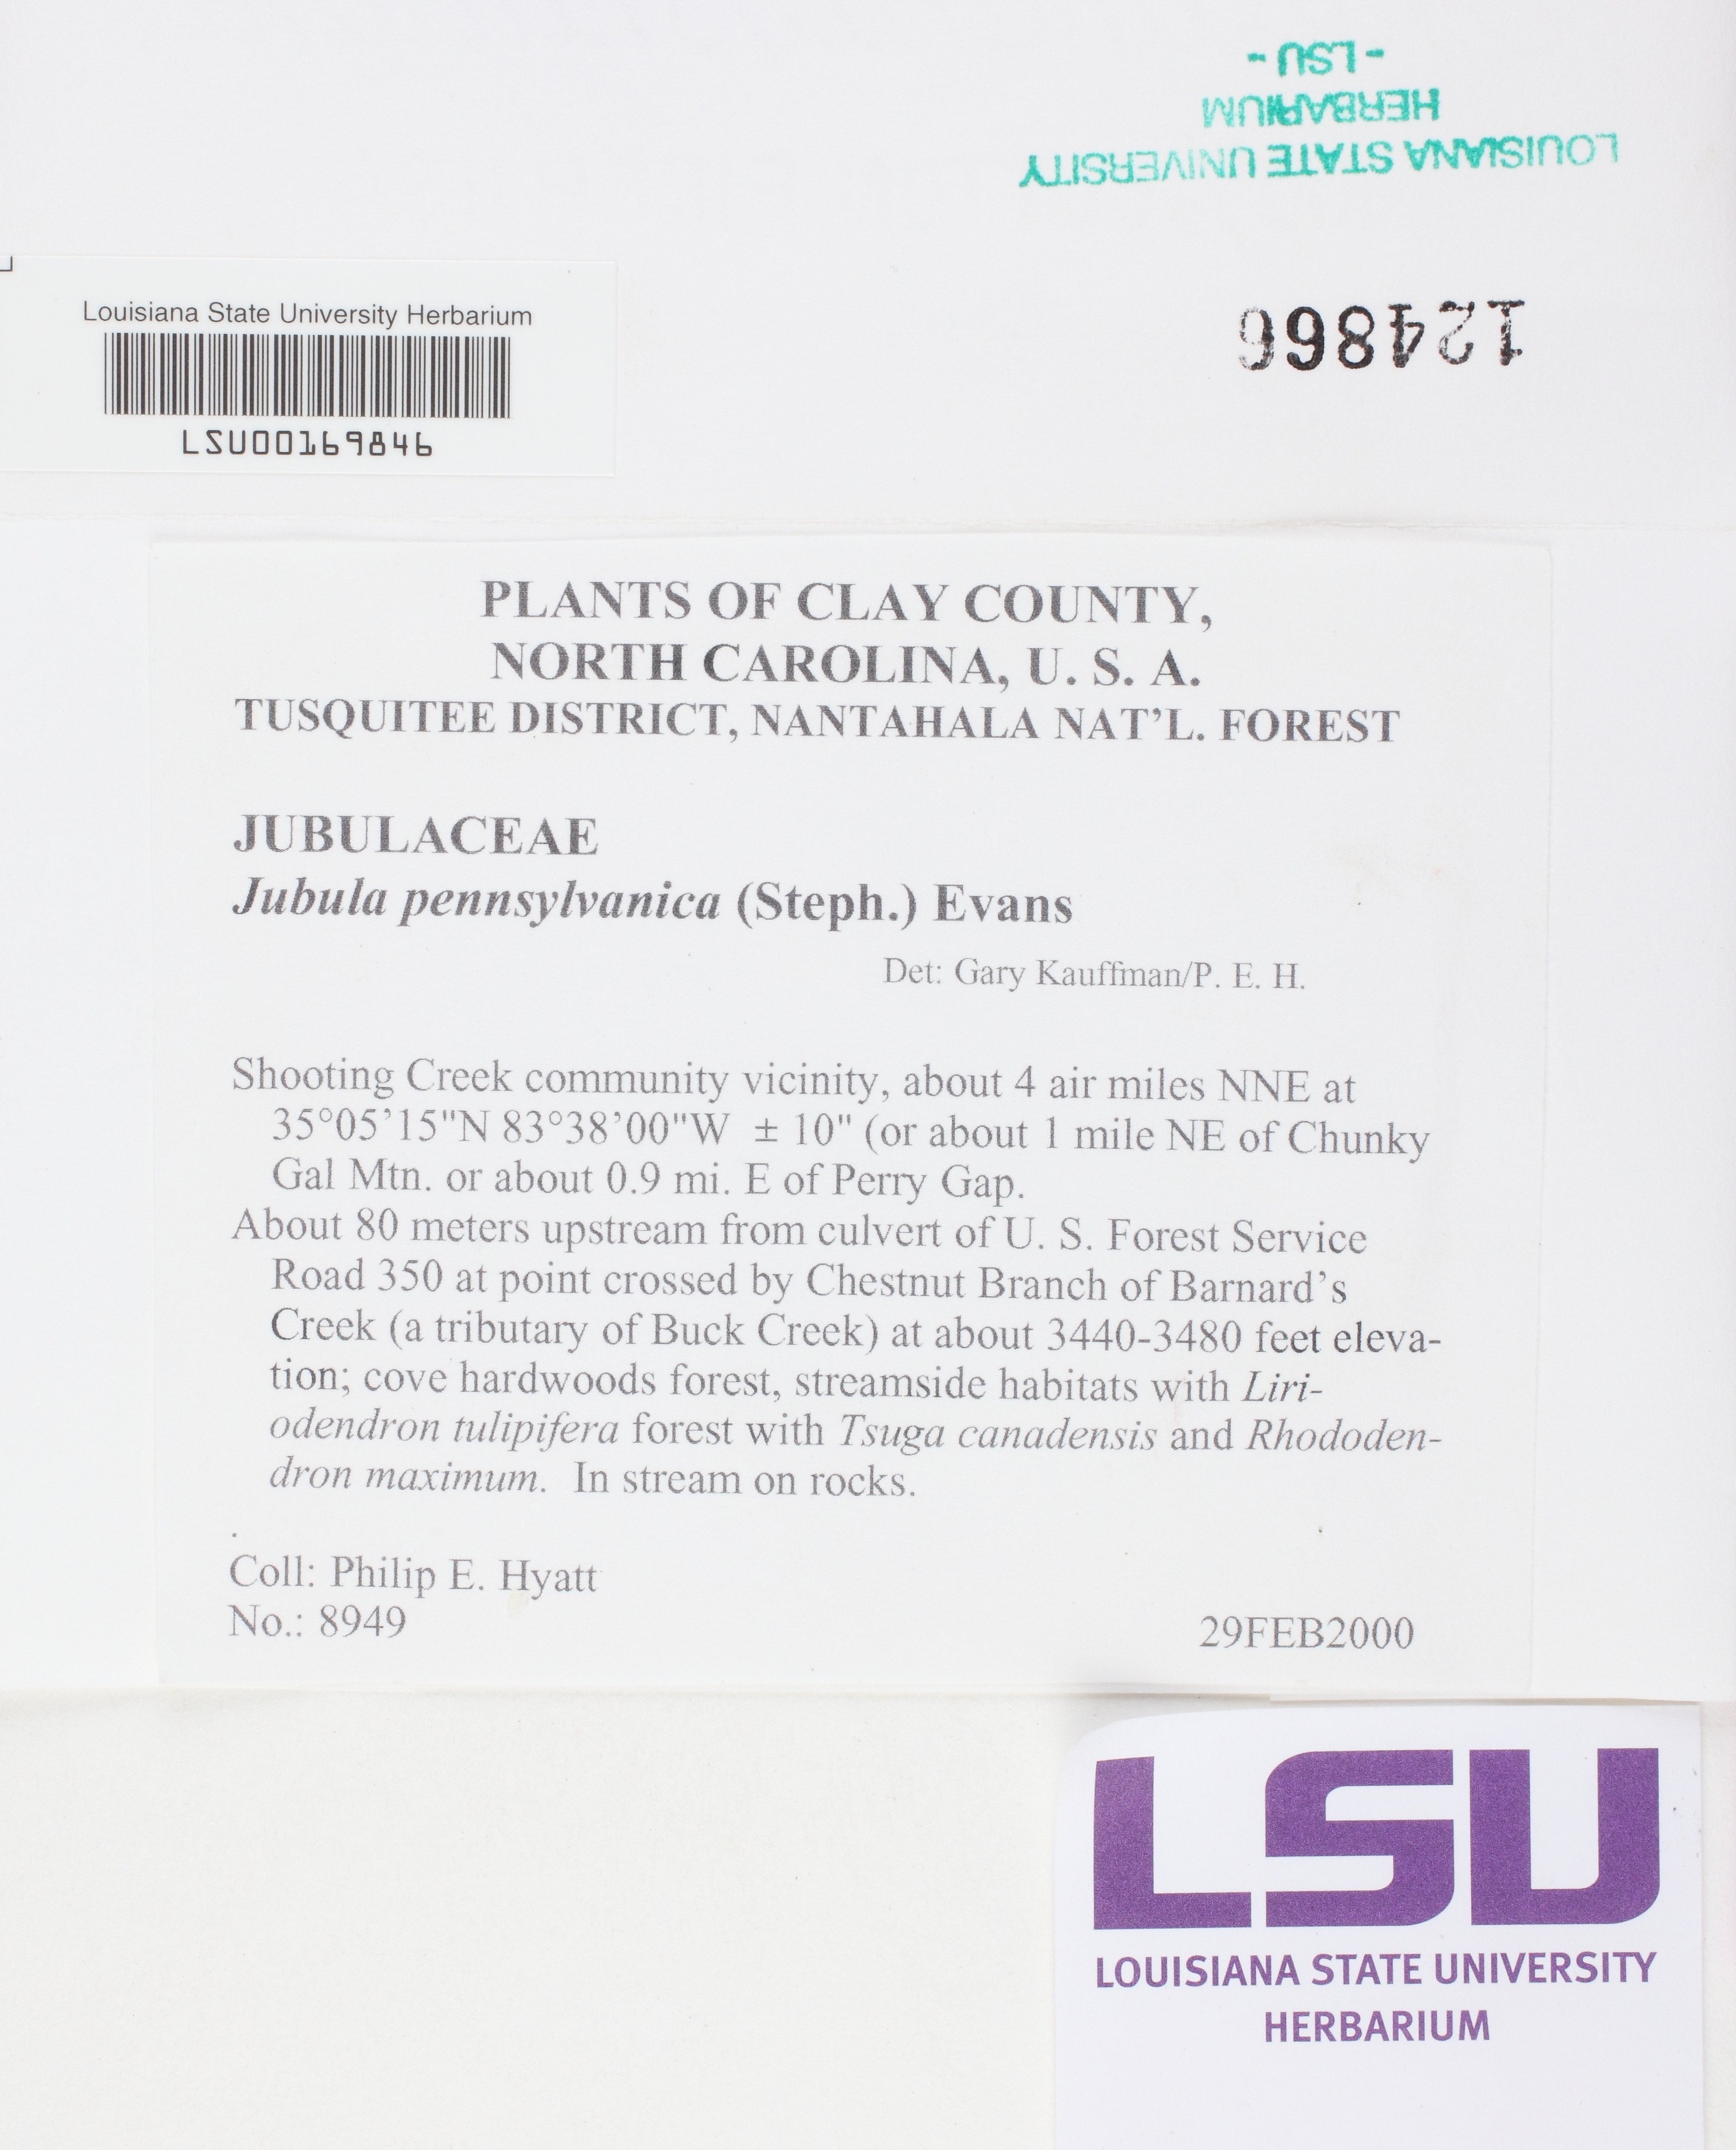 LOUISIANA STATE UNIVERSITY
HERBARIUM
- LSU -
124866
Louisiana State University Herbarium
LSU00169846
PLANTS OF CLAY COUNTY,
NORTH CAROLINA, U. S. A.
TUSQUITEE DISTRICT, NANTAHALA NAT’L. FOREST
JUBULACEAE
Jubula pennsylvanica (Steph.) Evans
Det: Gary Kauffman/P. E. H.
Shooting Creek community vicinity, about 4 air miles NNE at
35°05’15"N 83°38’00"W ± 10" (or about 1 mile NE of Chunky
Gal Mtn. or about 0.9 mi. E of Perry Gap.
About 80 meters upstream from culvert of U. S. Forest Service
Road 350 at point crossed by Chestnut Branch of Barnard’s
Creek (a tributary of Buck Creek) at about 3440-3480 feet eleva-
tion; cove hardwoods forest, streamside habitats with Liri-
odendron tulipifera forest with Tsuga canadensis and Rhododen-
dron maximum. In stream on rocks.
Coll: Philip E. Hyatt
No.: 8949
29FEB2000
LSU
LOUISIANA STATE UNIVERSITY
HERBARIUM